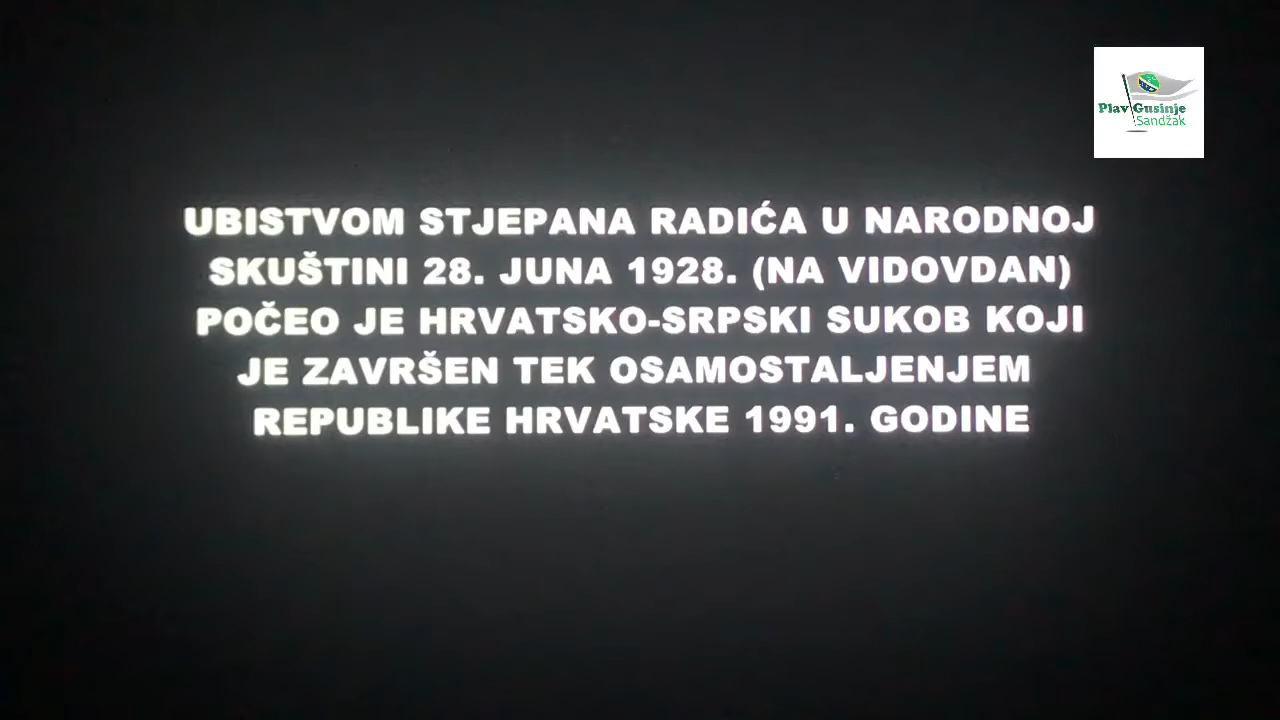 Plav Gusinje
Sandžak
UBISTVOM STJEPANA RADIĆA U NARODNOJ
SKUŠTINI 28. JUNA 1928. (NA VIDOVDAN)
POČEO JE HRVATSKO-SRPSKI SUKOB KOJI
JE ZAVRŠEN TEK OSAMOSTALJENJEM
REPUBLIKE HRVATSKE 1991. GODINE